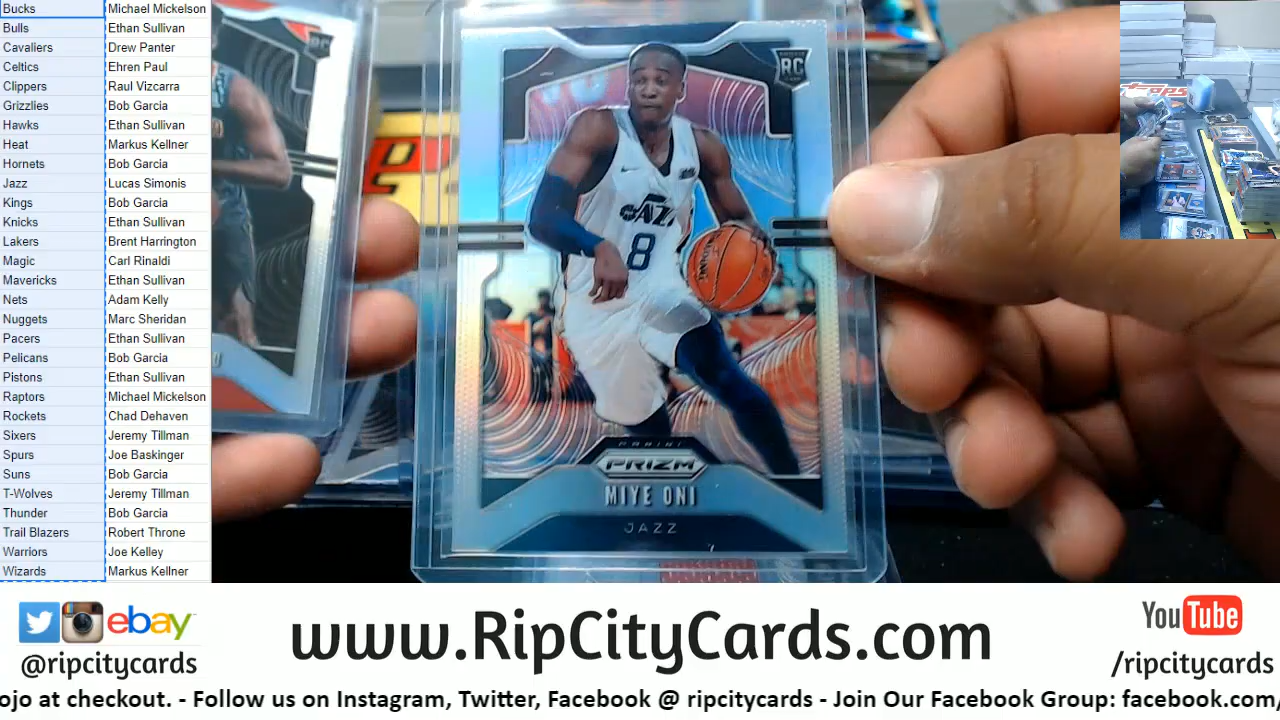 Bucks Michael Mickelson
Bulls Ethan Sullivan
Cavaliers Drew Panter
Celtics Ehren Paul
Clippers Raul Vizcarra
Grizzlies Bob Garcia
Hawks Ethan Sullivan
Heat Markus Kellner
Hornets Bob Garcia
Jazz Lucas Simonis
Kings Bob Garcia
Knicks Ethan Sullivan
Lakers Brent Harrington
Magic Carl Rinaldi
Mavericks Ethan Sullivan
Nets Adam Kelly
Nuggets Marc Sheridan
Pacers Ethan Sullivan
Pelicans Bob Garcia
Pistons Ethan Sullivan
Raptors Michael Mickelson
Rockets Chad Dehaven
Sixers Jeremy Tillman
Spurs Joe Baskinger
Suns Bob Garcia
T-Wolves Jeremy Tillman
Thunder Bob Garcia
Trail Blazers Robert Throne
Warriors Joe Kelley
Wizards Markus Kellner
RC
JAZZ
8
PANINI
PRIZM
MIYE ONI
JAZZ
ebay
@ripcitycards
www.RipCityCards.com
YouTube
/ripcitycards
ojo at checkout. - Follow us on Instagram, Twitter, Facebook @ ripcitycards - Join Our Facebook Group: facebook.com/